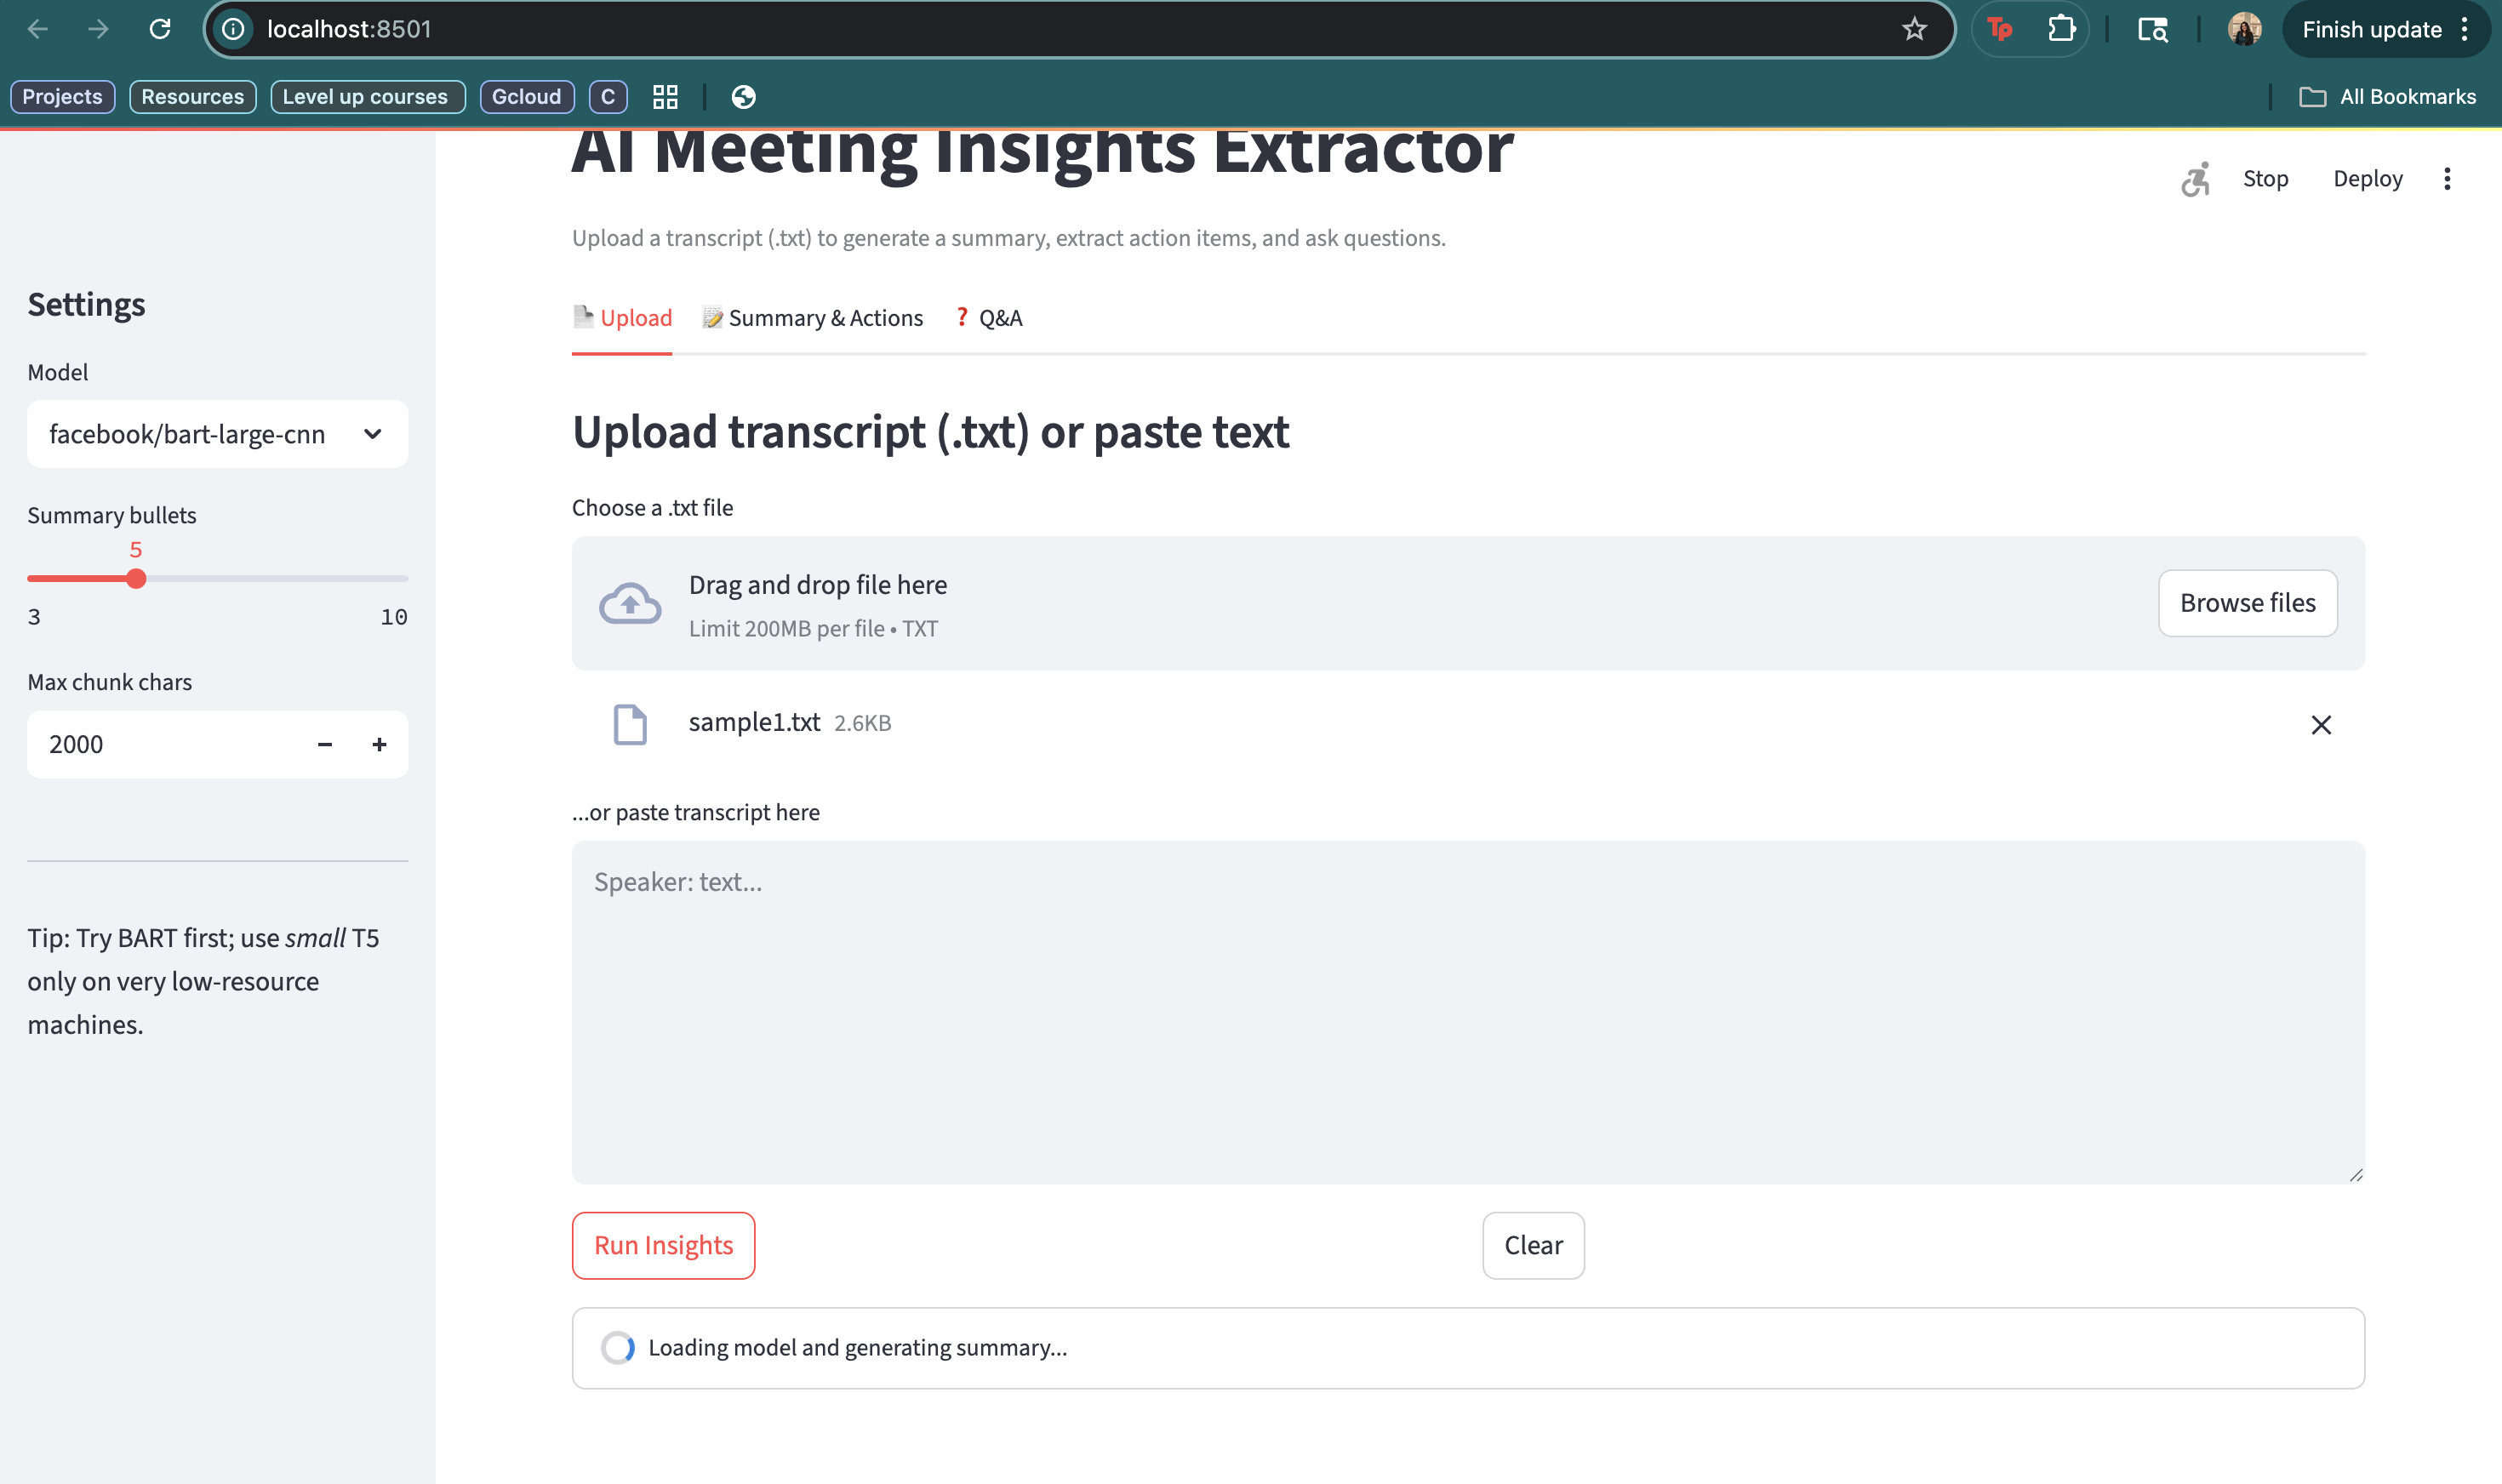 localhost:8501
Tp
Finish update
Projects
Resources
Level up courses
Gcloud
C
All Bookmarks
AI Meeting Insights Extractor
Stop
Deploy
Upload a transcript (.txt) to generate a summary, extract action items, and ask questions.
Upload
Summary & Actions
Q&A
Settings
Model
facebook/bart-large-cnn
Summary bullets
5
3
10
Max chunk chars
2000
Tip: Try BART first; use small T5
only on very low-resource
machines.
Upload transcript (.txt) or paste text
Choose a .txt file
Drag and drop file here
Limit 200MB per file • TXT
Browse files
sample1.txt 2.6KB
...or paste transcript here
Speaker: text...
Run Insights
Clear
Loading model and generating summary...